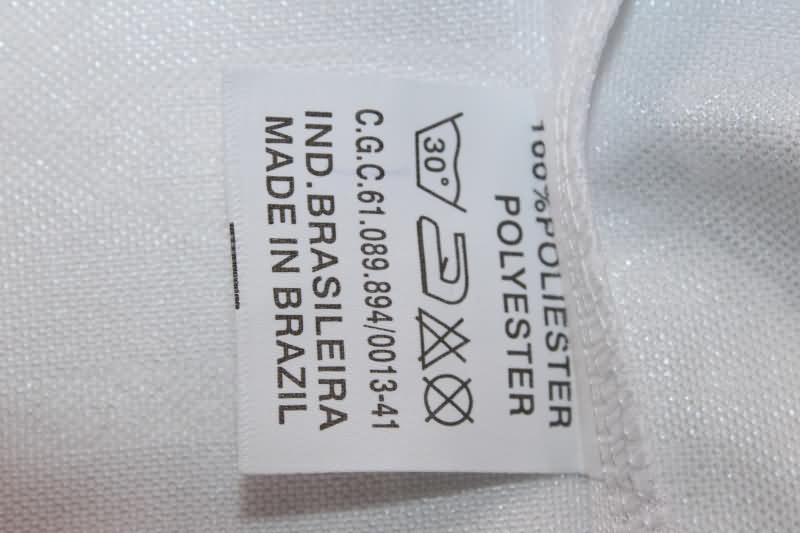 100%POLIESTER
POLYESTER
30°
C.G.C.61.089.894/0013-41
IND.BRASILEIRA
MADE IN BRAZIL